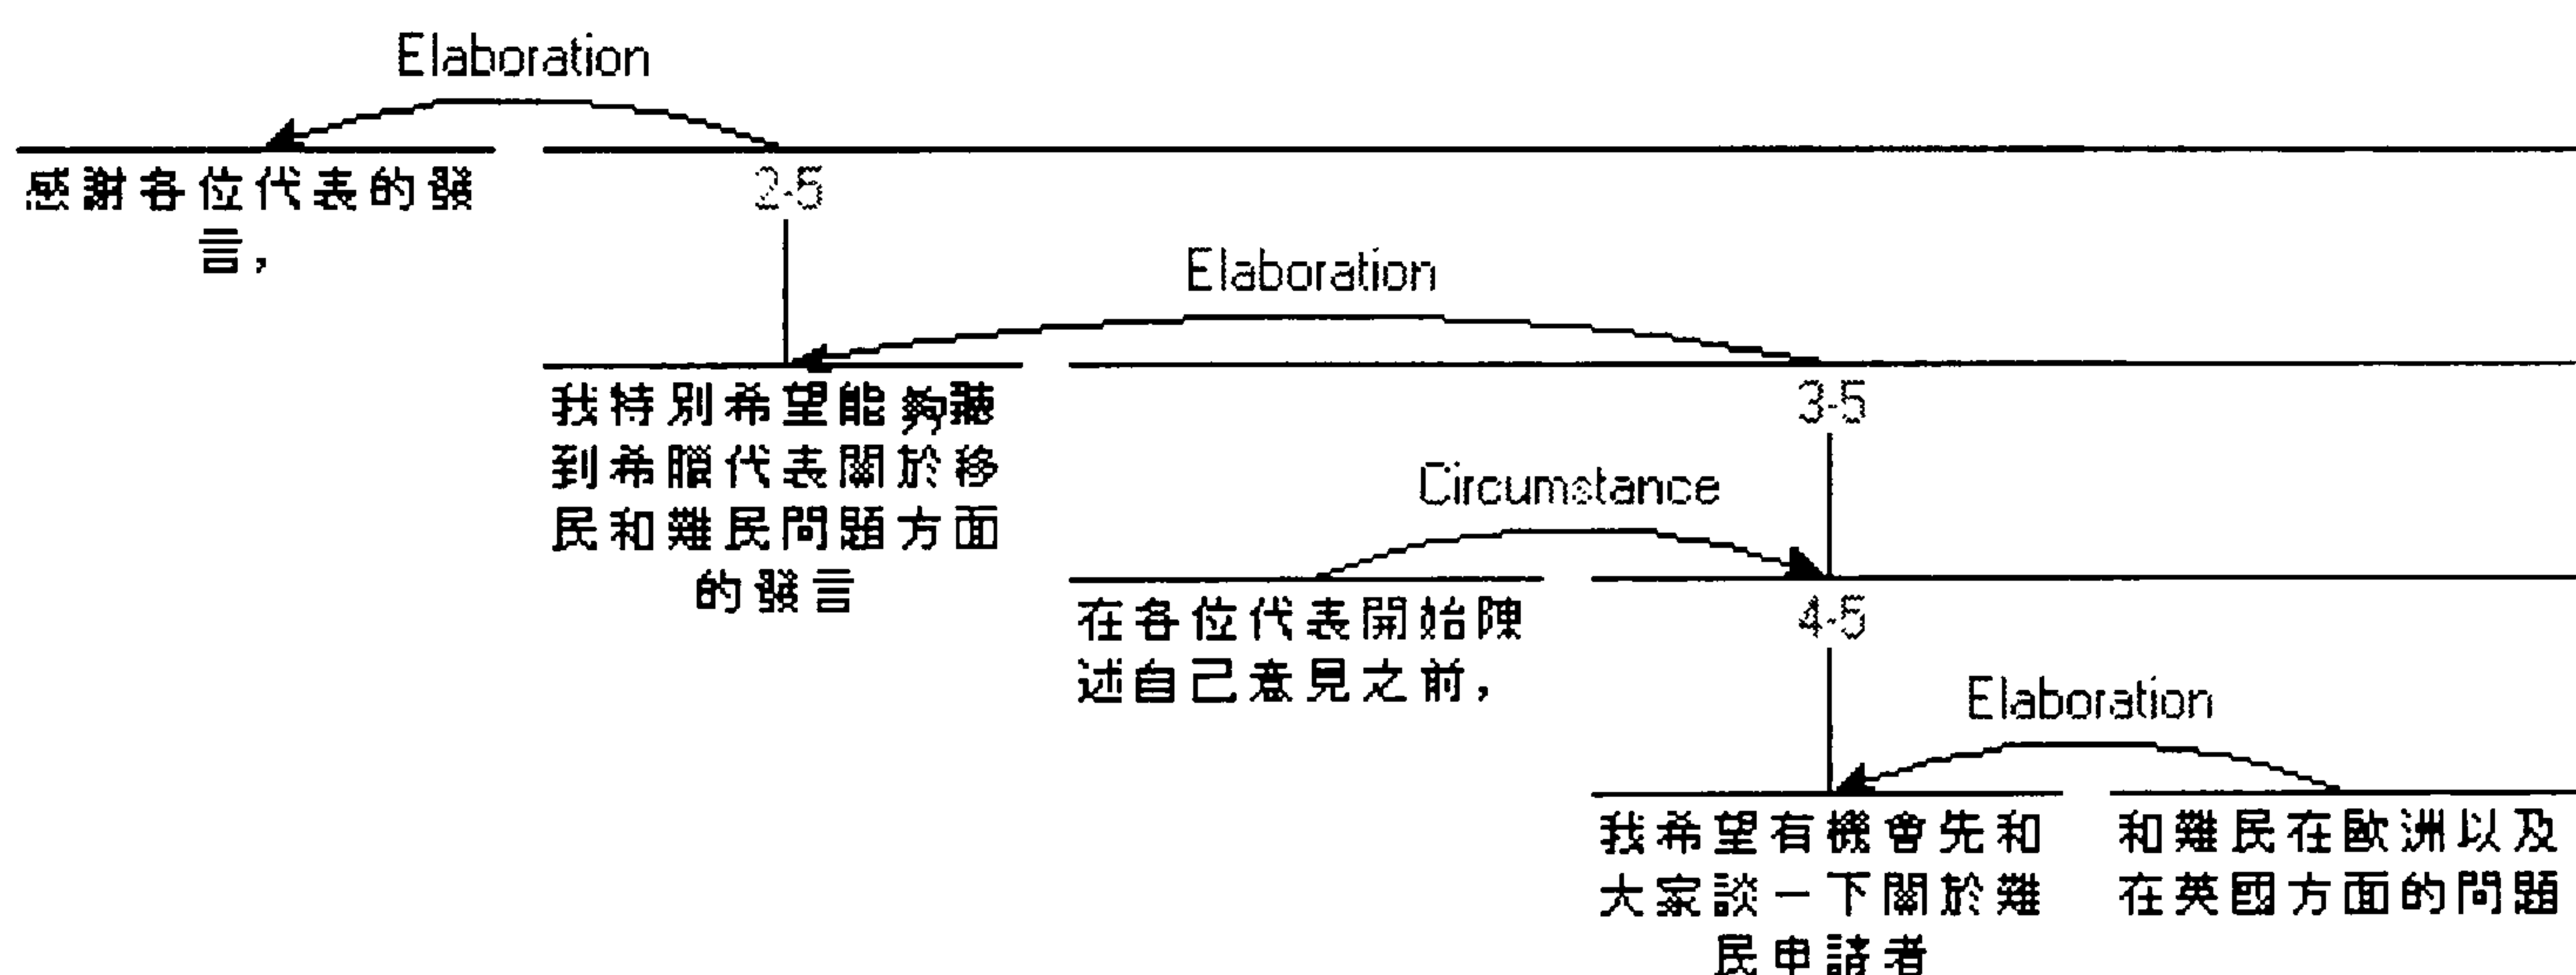 Elaboration
感謝各位代表的發
言，
2-5
Elaboration
我特別希望能夠聽
到希臘代表關於移
民和難民問題方面
的發言
3-5
Circumstance
在各位代表開始陳
述自己意見之前，
4-5
Elaboration
我希望有機會先和
大家談一下關於難
民申請者
和難民在歐洲以及
在英國方面的問題